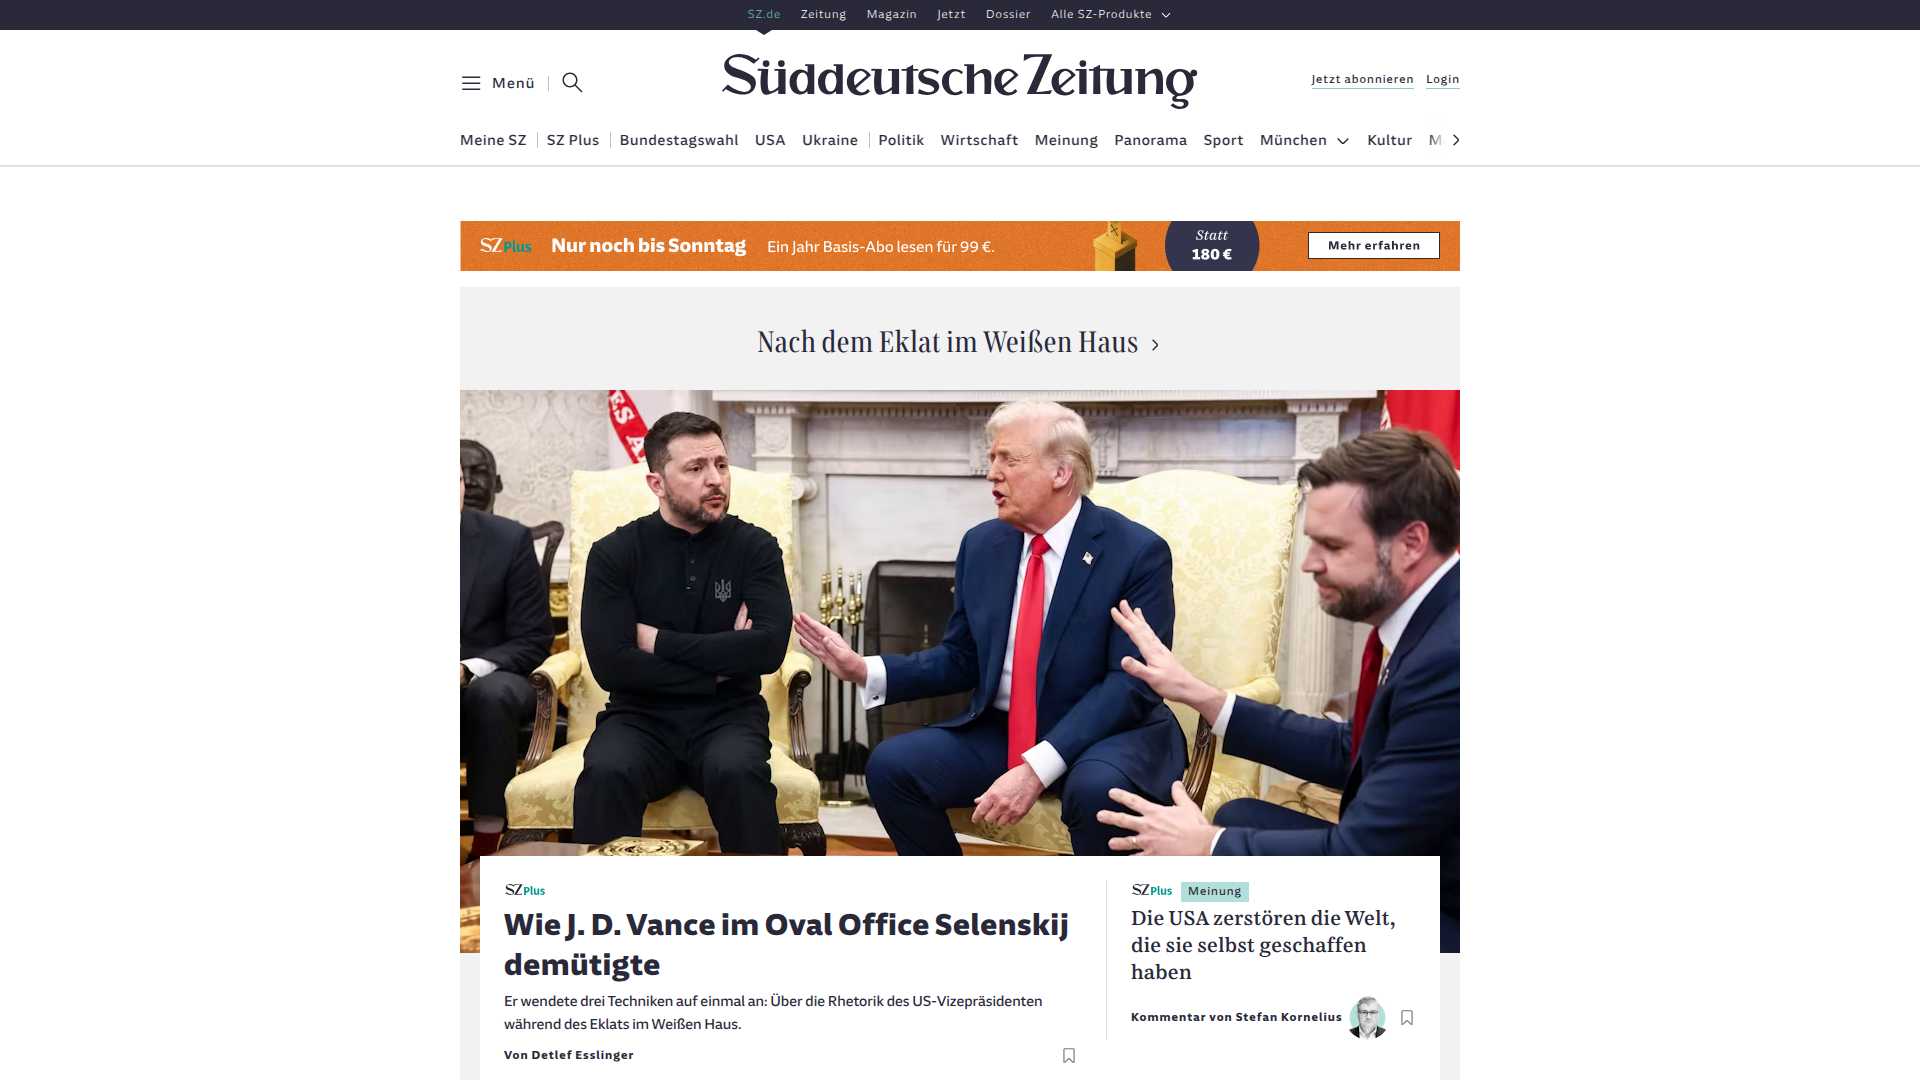 SZ.de Zeitung Magazin Jetzt Dossier Alle SZ-Produkte
Menü
Süddeutsche Zeitung
Jetzt abonnieren Login
Meine SZ SZ Plus Bundestagswahl USA Ukraine Politik Wirtschaft Meinung Panorama Sport München Kultur M
SZ Plus Nur noch bis Sonntag Ein Jahr Basis-Abo lesen für 99 €.
Statt
180 €
Mehr erfahren
Nach dem Eklat im Weißen Haus
ES A
SZ Plus
Wie J. D. Vance im Oval Office Selenskij
demütigte
Er wendete drei Techniken auf einmal an: Über die Rhetorik des US-Vizepräsidenten
während des Eklats im Weißen Haus.
Von Detlef Esslinger
SZ Plus Meinung
Die USA zerstören die Welt,
die sie selbst geschaffen
haben
Kommentar von Stefan Kornelius